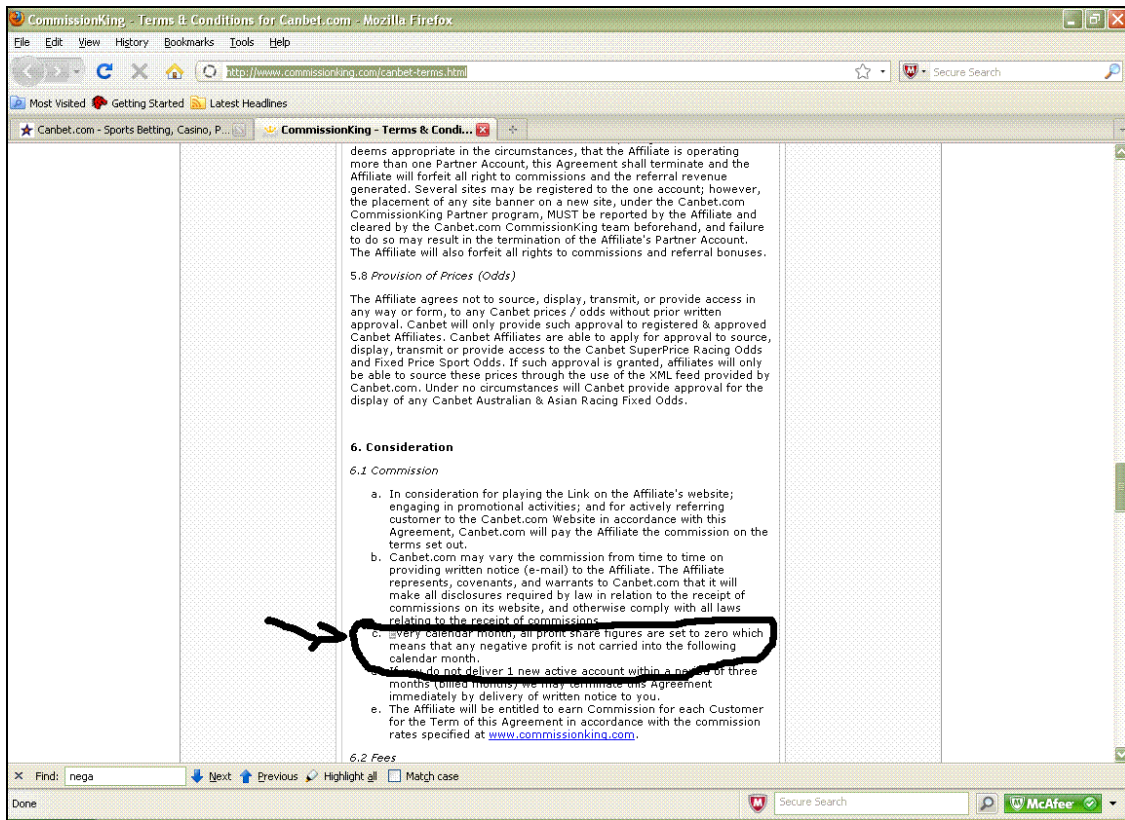 CommissionKing - Terms & Conditions for Canbet.com - Mozilla Firefox
File Edit View History Bookmarks Tools Help
http://www.commissionking.com/canbet-terms.html Secure Search
Most Visited Getting Started Latest Headlines
Canbet.com - Sports Betting, Casino, P... CommissionKing - Terms & Condi...
deems appropriate in the circumstances, that the Affiliate is operating
more than one Partner Account, this Agreement shall terminate and the
Affiliate will forfeit all right to commissions and the referral revenue
generated. Several sites may be registered to the one account; however,
the placement of any site banner on a new site, under the Canbet.com
CommissionKing Partner program, MUST be reported by the Affiliate and
cleared by the Canbet.com CommissionKing team beforehand, and failure
to do so may result in the termination of the Affiliate's Partner Account.
The Affiliate will also forfeit all rights to commissions and referral bonuses.
5.8 Provision of Prices (Odds)
The Affiliate agrees not to source, display, transmit, or provide access in
any way or form, to any Canbet prices / odds without prior written
approval. Canbet will only provide such approval to registered & approved
Canbet Affiliates. Canbet Affiliates are able to apply for approval to source,
display, transmit or provide access to the Canbet SuperPrice Racing Odds
and Fixed Price Sport Odds. If such approval is granted, affiliates will only
be able to source these prices through the use of the XML feed provided by
Canbet.com. Under no circumstances will Canbet provide approval for the
display of any Canbet Australian & Asian Racing Fixed Odds.
6. Consideration
6.1 Commission
a. In consideration for playing the Link on the Affiliate's website;
engaging in promotional activities; and for actively referring
customer to the Canbet.com Website in accordance with this
Agreement, Canbet.com will pay the Affiliate the commission on the
terms set out.
b. Canbet.com may vary the commission from time to time on
providing written notice (e-mail) to the Affiliate. The Affiliate
represents, covenants, and warrants to Canbet.com that it will
make all disclosures required by law in relation to the receipt of
commissions on its website, and otherwise comply with all laws
relating to the receipt of commissions.
c. Every calendar month, all profit share figures are set to zero which
means that any negative profit is not carried into the following
calendar month.
If you do not deliver 1 new active account within a period of three
months (billed months) we may terminate this Agreement
immediately by delivery of written notice to you.
e. The Affiliate will be entitled to earn Commission for each Customer
for the Term of this Agreement in accordance with the commission
rates specified at www.commissionking.com.
6.2 Fees
Find: nega Next Previous Highlight all Match case
Done Secure Search McAfee